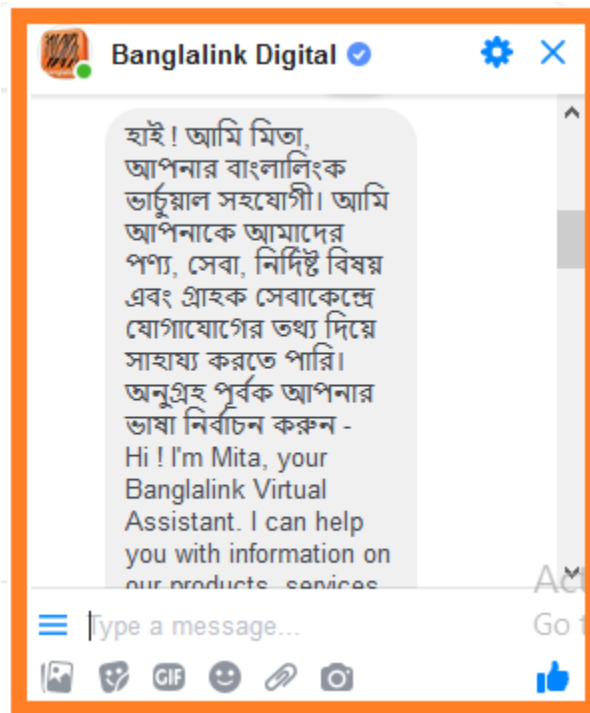 Banglalink Digital
হাই ! আমি মিতা,
আপনার বাংলালিংক
ভার্চুয়াল সহযোগী। আমি
আপনাকে আমাদের
পণ্য, সেবা, নির্দিষ্ট বিষয়
এবং গ্রাহক সেবাকেন্দ্রে
যোগাযোগের তথ্য দিয়ে
সাহায্য করতে পারি।
অনুগ্রহ পূর্বক আপনার
ভাষা নির্বাচন করুন -
Hi ! I'm Mita, your
Banglalink Virtual
Assistant. I can help
you with information on
our products, services
Type a message...
Go
GIF